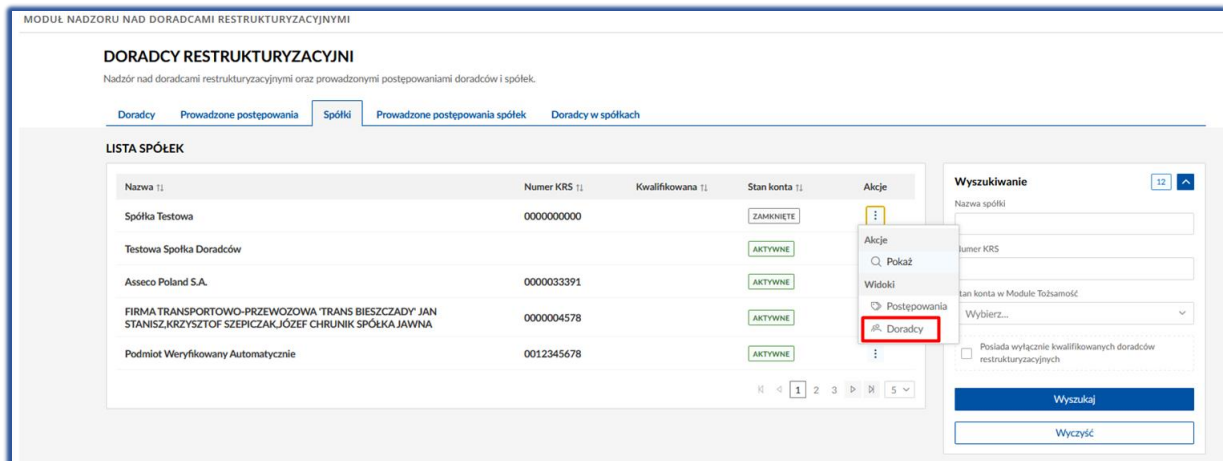 MODUŁ NADZORU NAD DORADCAMI RESTRUKTURYZACYJNYMI
DORADCY RESTRUKTURYZACYJNI
Nadzór nad doradcami restrukturyzacyjnymi oraz prowadzonymi postępowaniami doradców i spółek.
Doradcy Prowadzone postępowania Spółki Prowadzone postępowania spółek Doradcy w spółkach
LISTA SPÓŁEK
Nazwa Numer KRS Kwalifikowana Stan konta Akcje
Spółka Testowa 0000000000 ZAMKNIĘTE
Testowa Społka Doradców AKTYWNE
Asseco Poland S.A. 0000033391 AKTYWNE
FIRMA TRANSPORTOWO-PRZEWOZOWA 'TRANS BIESZCZADY' JAN
STANISZ,KRZYSZTOF SZEPICZAK,JÓZEF CHRUNIK SPÓŁKA JAWNA 0000004578 AKTYWNE
Podmiot Weryfikowany Automatycznie 0012345678 AKTYWNE
1 2 3 5
Akcje
Pokaż
Widoki
Postępowania
Doradcy
Wyszukiwanie 12
Nazwa spółki
Numer KRS
Stan konta w Module Tożsamość
Wybierz...
Posiada wyłącznie kwalifikowanych doradców
restrukturyzacyjnych
Wyszukaj
Wyczyść